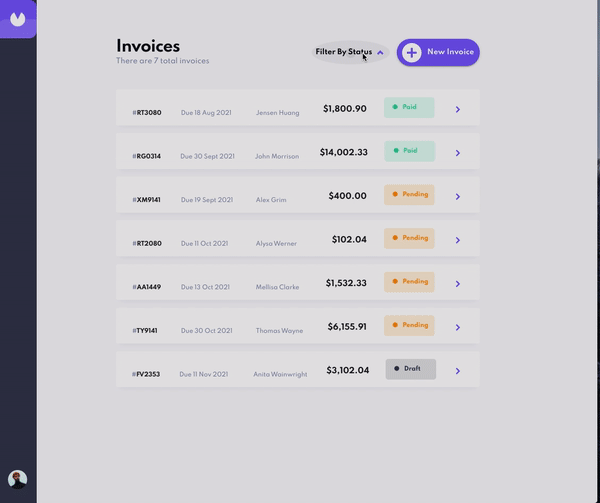 Invoices
There are 7 total invoices
Filter By Status
New Invoice
#RT3080 Due 18 Aug 2021 Jensen Huang $1,800.90 Paid
#RG0314 Due 30 Sept 2021 John Morrison $14,002.33 Paid
#XM9141 Due 19 Sept 2021 Alex Grim $400.00 Pending
#RT2080 Due 11 Oct 2021 Alysa Werner $102.04 Pending
#AA1449 Due 13 Oct 2021 Mellisa Clarke $1,532.33 Pending
#TY9141 Due 30 Oct 2021 Thomas Wayne $6,155.91 Pending
#FV2353 Due 11 Nov 2021 Anita Wainwright $3,102.04 Draft